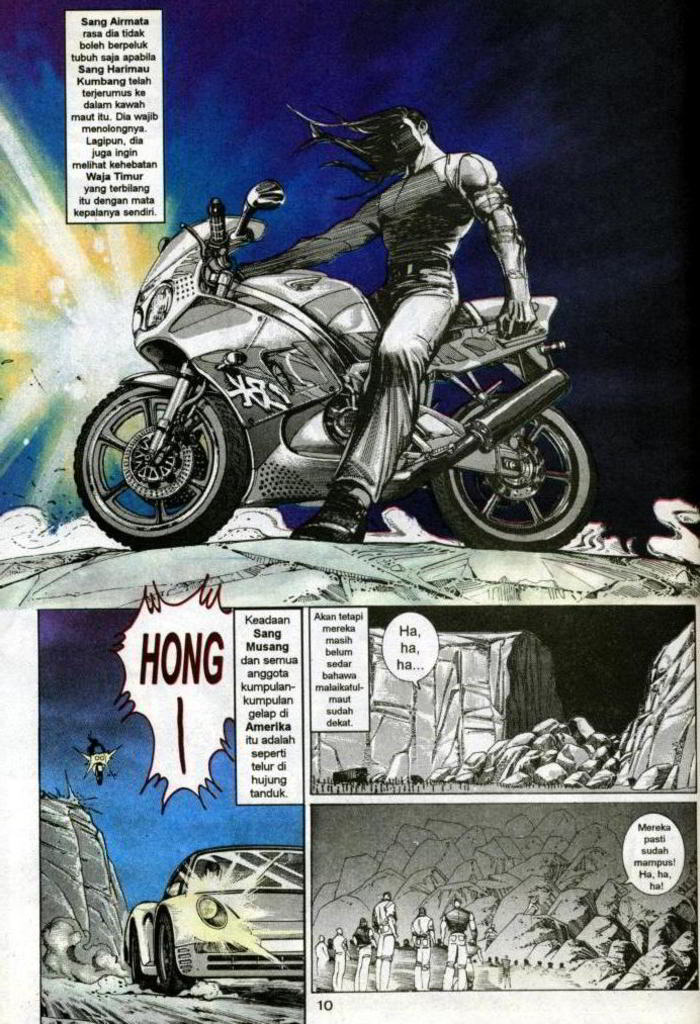 Sang Airmata
rasa dia tidak
boleh berpeluk
tubuh saja apabila
Sang Harimau
Kumbang telah
terjerumus ke
dalam kawah
maut itu. Dia wajib
menolongnya.
Lagipun, dia
juga ingin
melihat kehebatan
Waja Timur
yang terbilang
itu dengan mata
kepalanya sendiri.
HONG
Keadaan
Sang
Musang
dan semua
anggota
kumpulan-
kumpulan
gelap di
Amerika
itu adalah
seperti
telur di
hujung
tanduk.
Akan tetapi
mereka
masih
belum
sedar
bahawa
malaikatul-
maut
sudah
dekat.
Ha,
ha,
ha...
Mereka
pasti
sudah
mampus!
Ha, ha,
ha!
10